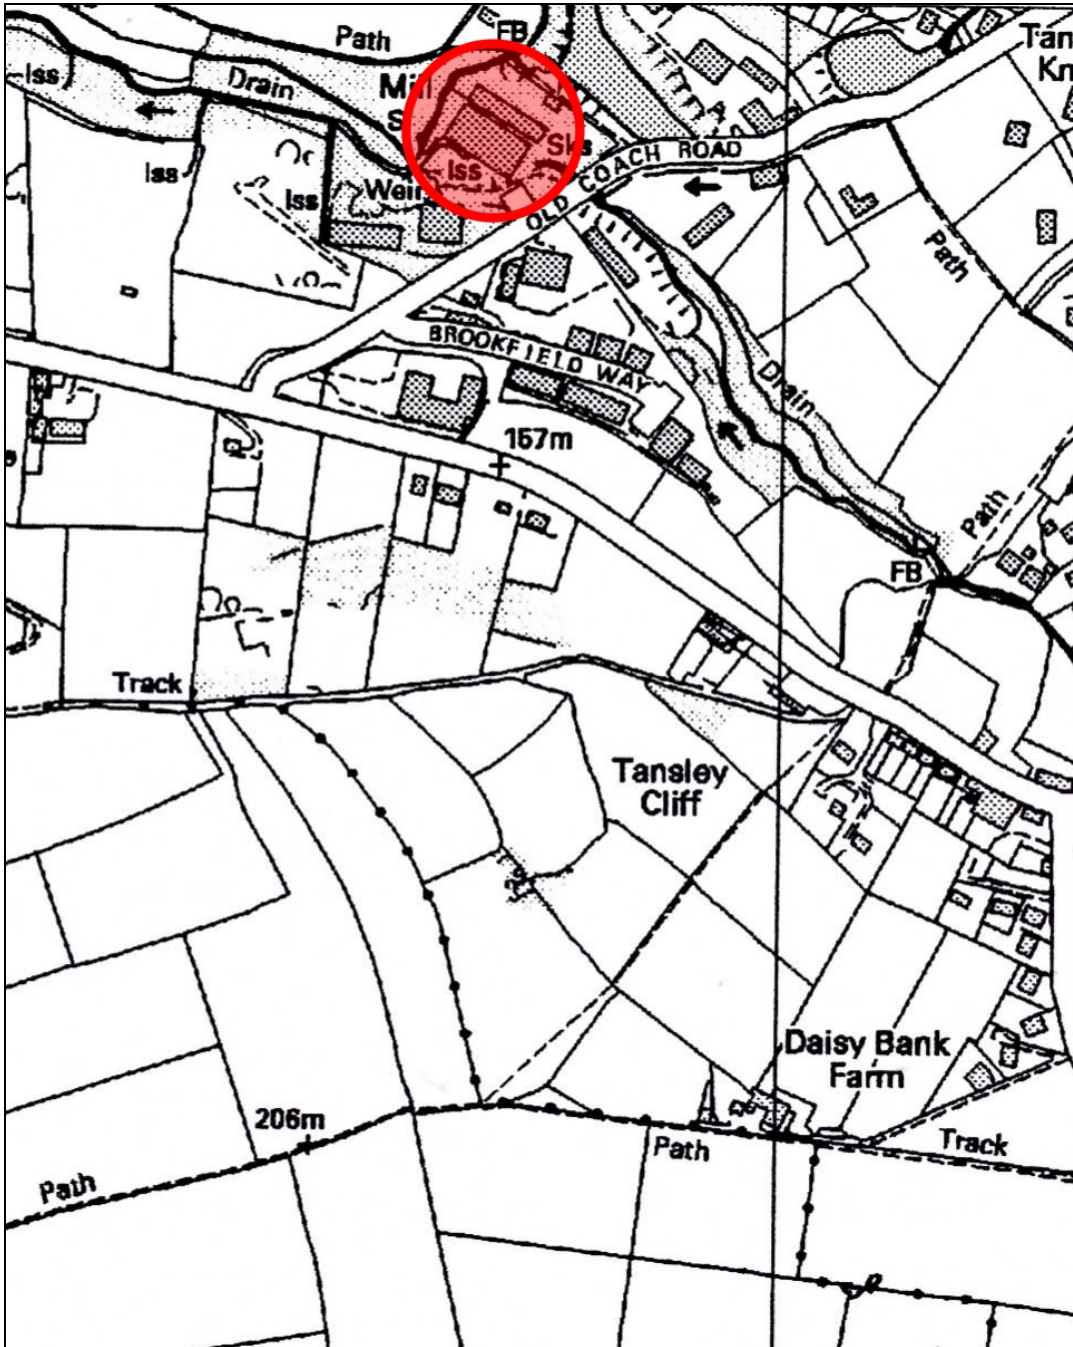 Path
FB
Tan
Kn
Iss
Drain
Mill
S
Sks
Iss
Iss
Weir
Iss
OLD COACH ROAD
Path
BROOKFIELD WAY
Drain
157m
Path
FB
Track
Tansley
Cliff
Daisy Bank
Farm
206m
Path
Track
Path